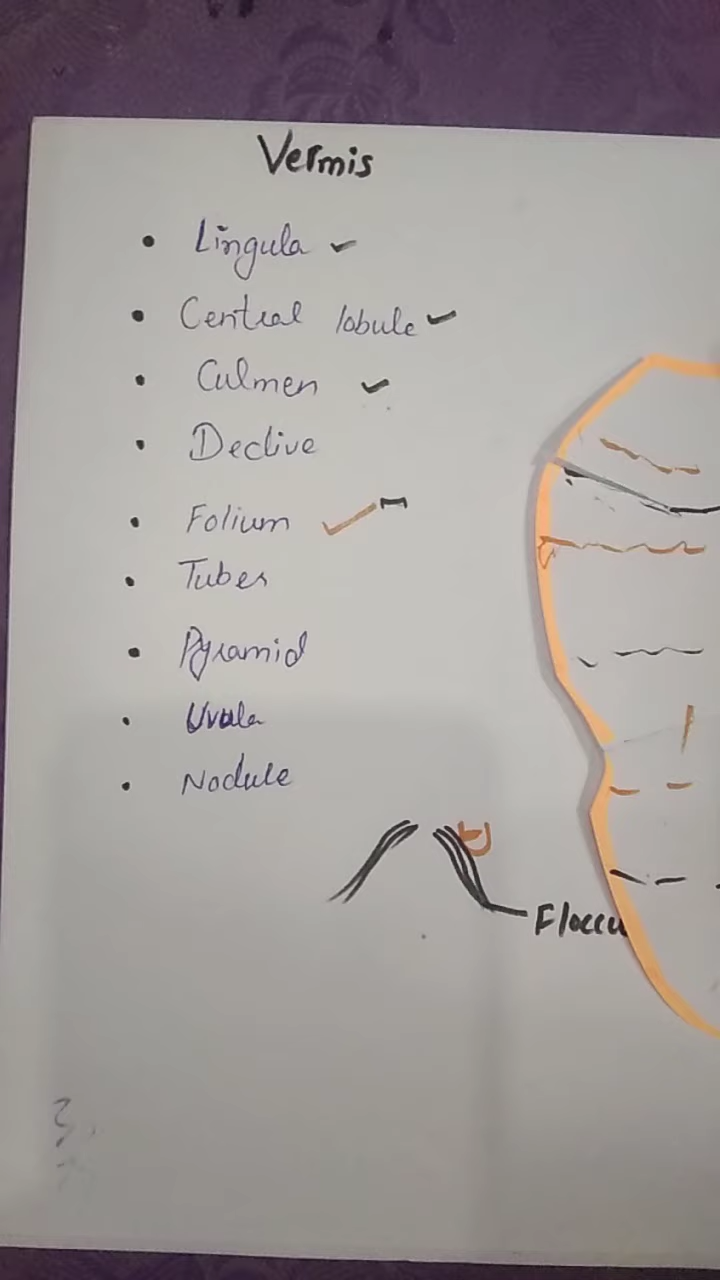 Vermis
• Lingula ✓
• Central lobule ✓
• Culmen ✓
• Declive
• Folium ✓
• Tuber
• Pyramid
• Uvula
• Nodule
Floccu